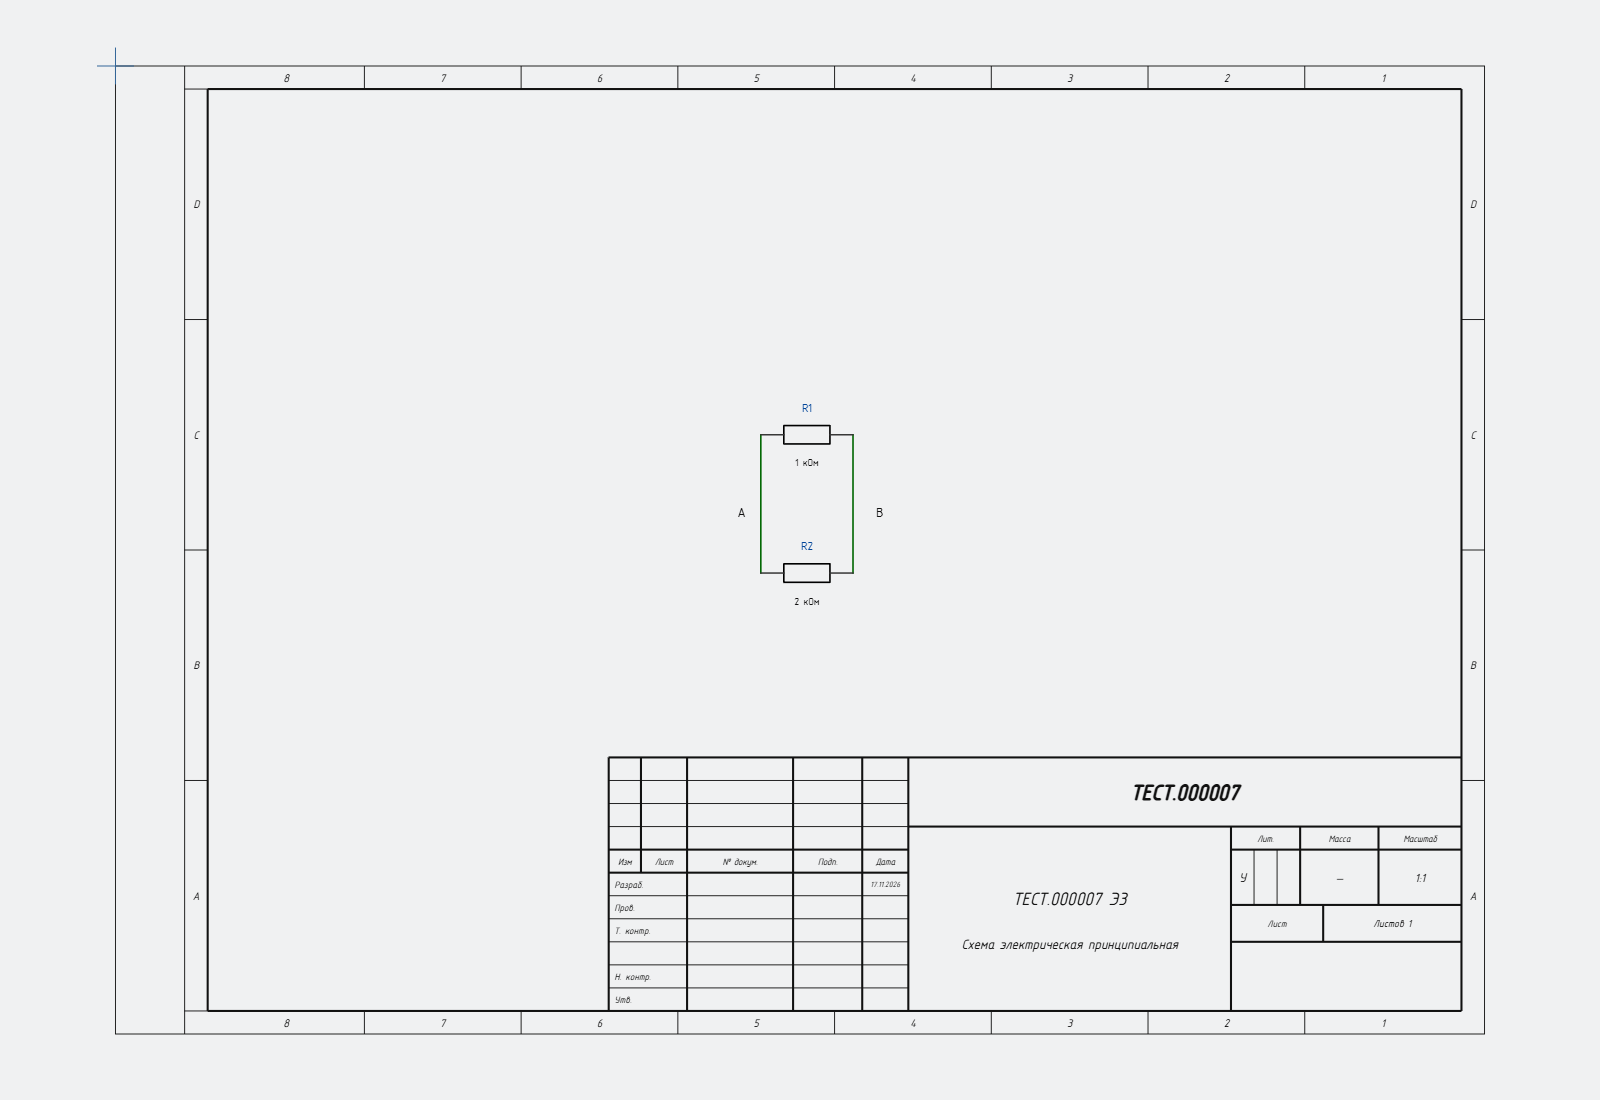 8 7 6 5 4 3 2 1
D D
C C
B B
A A
R1
1 кОм
A B
R2
2 кОм
ТЕСТ.000007
Лит. Масса Масштаб
Изм Лист № докум. Подп. Дата
У — 1:1
Разраб. 17.11.2026
ТЕСТ.000007 Э3
Пров.
Лист Листов 1
Т. контр.
Схема электрическая принципиальная
Н. контр.
Утв.
8 7 6 5 4 3 2 1